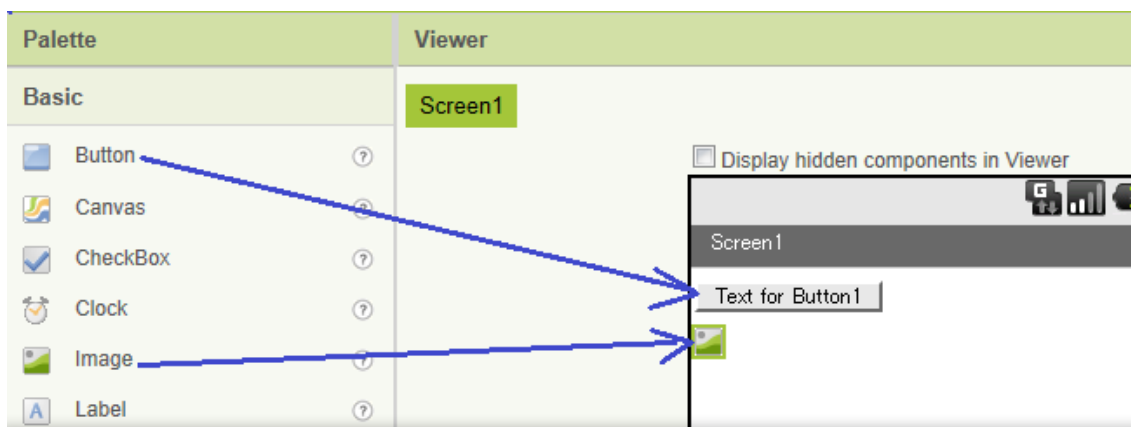 Palette
Viewer
Basic
Screen1
Button
?
Display hidden components in Viewer
Canvas
?
G
Screen1
CheckBox
?
Text for Button1
Clock
?
Image
?
A Label
?